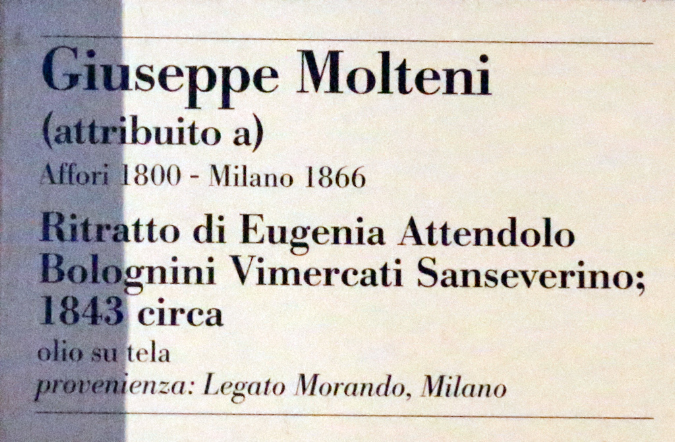 Giuseppe Molteni
(attribuito a)
Affori 1800 - Milano 1866
Ritratto di Eugenia Attendolo
Bolognini Vimercati Sanseverino;
1843 circa
olio su tela
provenienza: Legato Morando, Milano